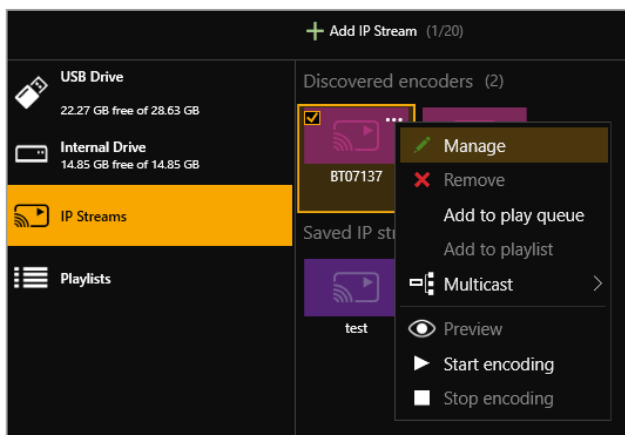 Add IP Stream (1/20)
USB Drive
22.27 GB free of 28.63 GB
Internal Drive
14.85 GB free of 14.85 GB
IP Streams
Playlists
Discovered encoders (2)
BT07137
Saved IP str
test
Manage
Remove
Add to play queue
Add to playlist
Multicast
Preview
Start encoding
Stop encoding